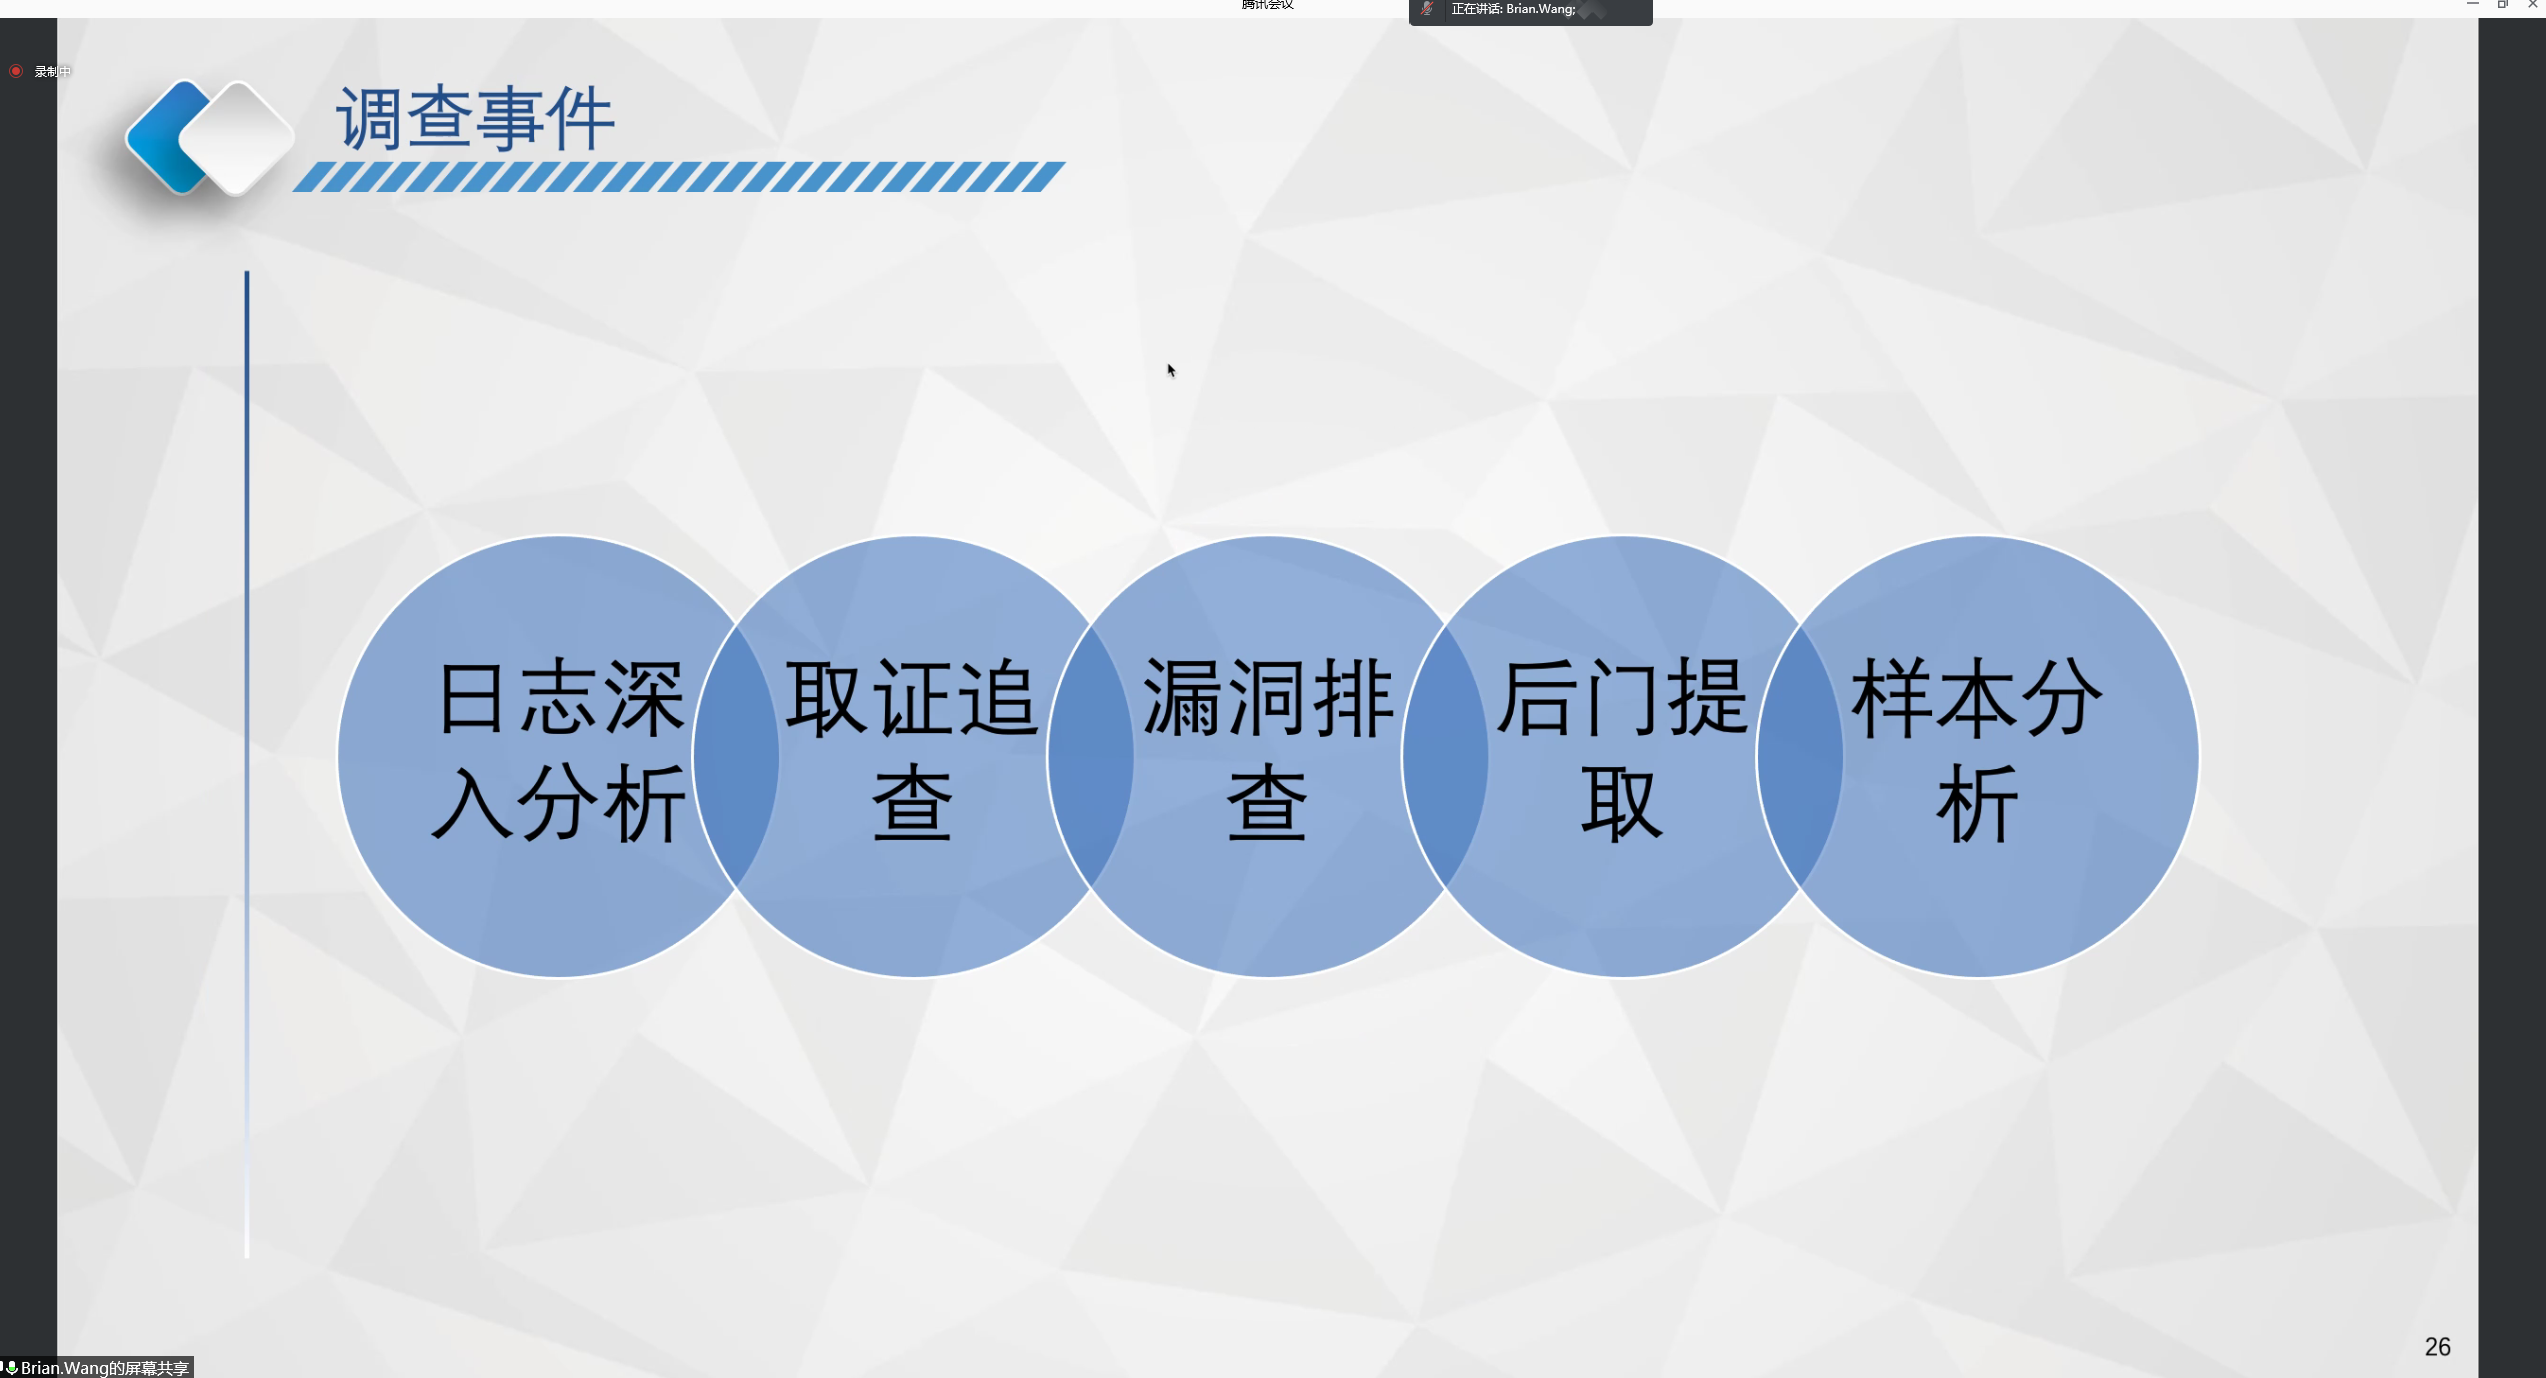 腾讯会议
正在讲话: Brian.Wang;
录制中
调查事件
日志深
入分析
取证追
查
漏洞排
查
后门提
取
样本分
析
26
Brian.Wang的屏幕共享